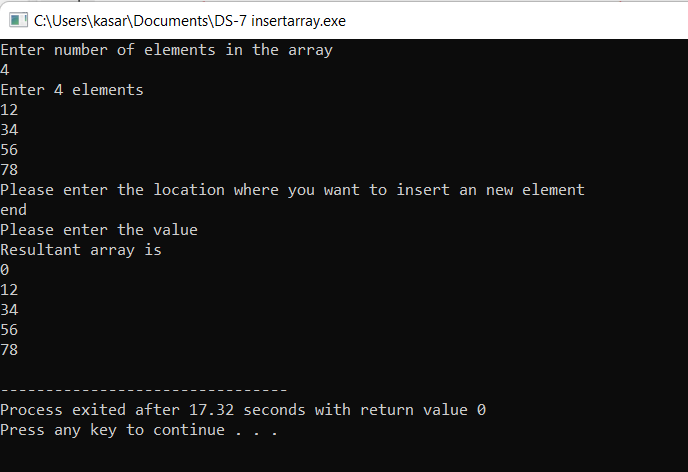 C:\Users\kasar\Documents\DS-7 insertarray.exe
Enter number of elements in the array
4
Enter 4 elements
12
34
56
78
Please enter the location where you want to insert an new element
end
Please enter the value
Resultant array is
0
12
34
56
78
--------------------------------
Process exited after 17.32 seconds with return value 0
Press any key to continue . . .